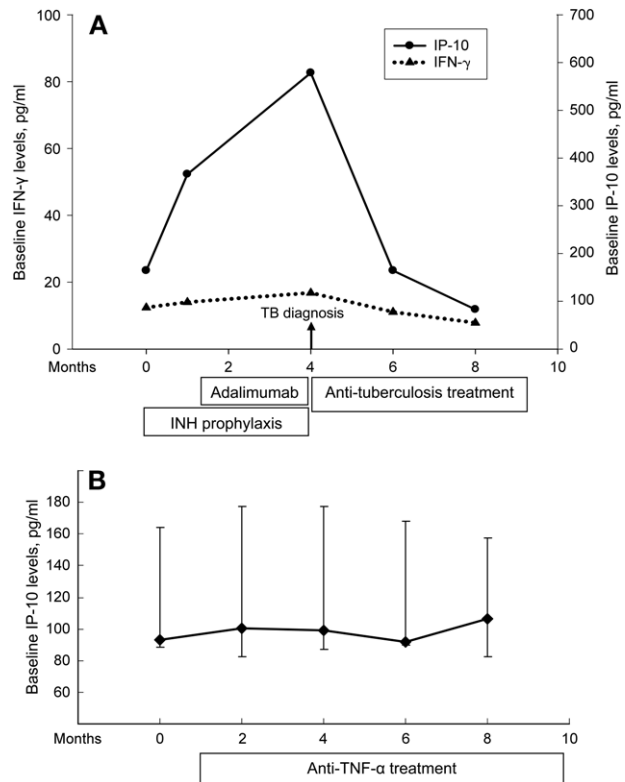 A
IP-10
IFN-γ
Baseline IFN-γ levels, pg/ml
100
80
60
40
20
0
Baseline IP-10 levels, pg/ml
700
600
500
400
300
200
100
0
TB diagnosis
Months 0 2 4 6 8 10
Adalimumab
Anti-tuberculosis treatment
INH prophylaxis
B
Baseline IP-10 levels, pg/ml
180
160
140
120
100
80
60
Months 0 2 4 6 8 10
Anti-TNF-α treatment